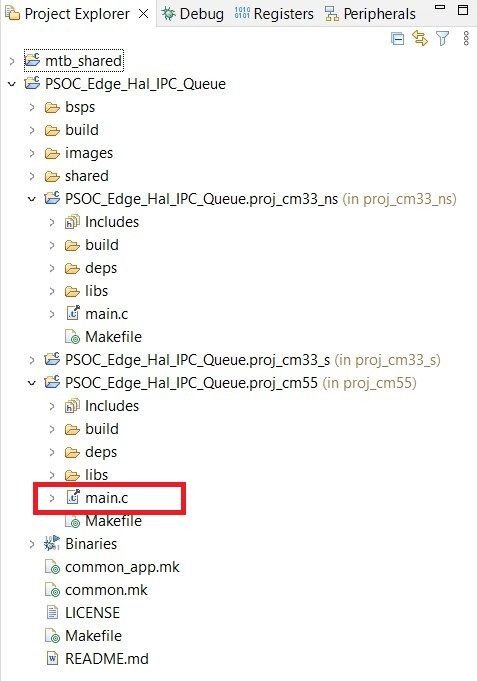 Project Explorer Debug Registers Peripherals
mtb_shared
PSOC_Edge_Hal_IPC_Queue
bsps
build
images
shared
PSOC_Edge_Hal_IPC_Queue.proj_cm33_ns (in proj_cm33_ns)
Includes
build
deps
libs
main.c
Makefile
PSOC_Edge_Hal_IPC_Queue.proj_cm33_s (in proj_cm33_s)
PSOC_Edge_Hal_IPC_Queue.proj_cm55 (in proj_cm55)
Includes
build
deps
libs
main.c
Makefile
Binaries
common_app.mk
common.mk
LICENSE
Makefile
README.md